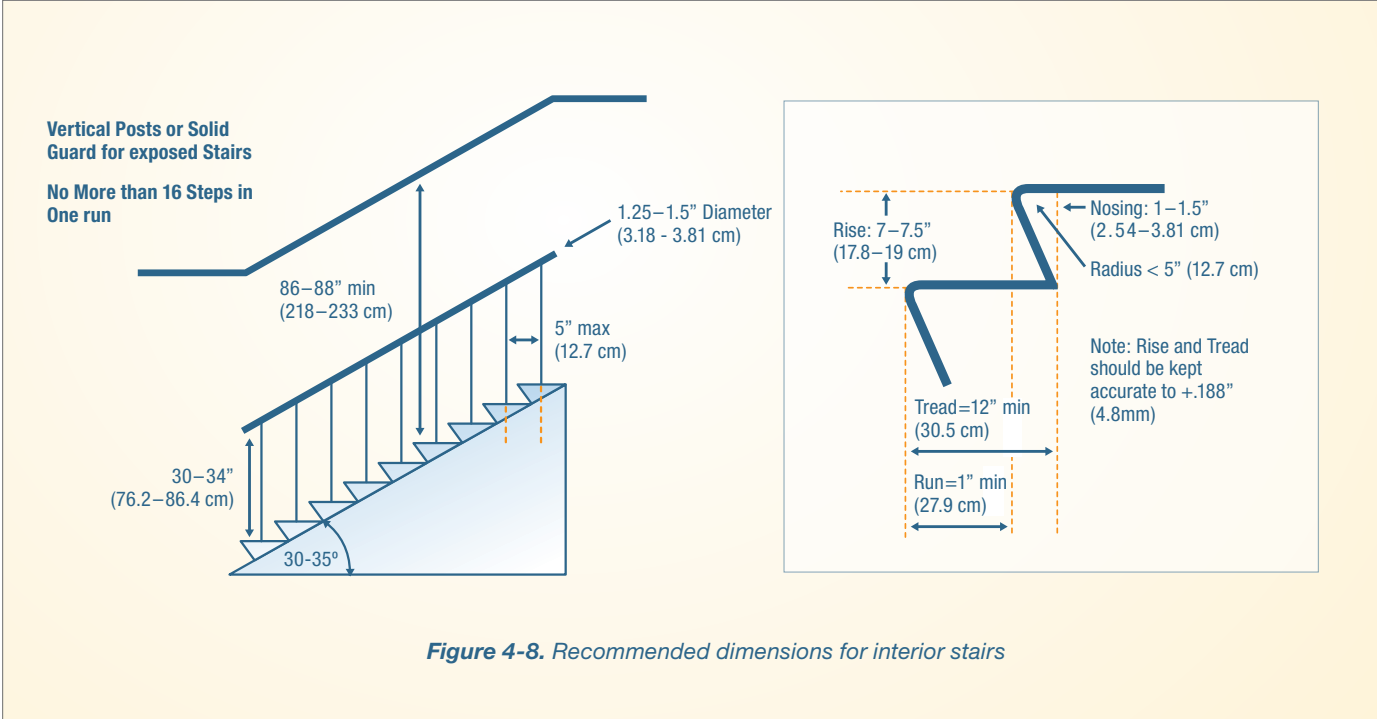 Vertical Posts or Solid
Guard for exposed Stairs
No More than 16 Steps in
One run
86–88” min
(218–233 cm)
1.25–1.5” Diameter
(3.18 - 3.81 cm)
5” max
(12.7 cm)
30–34”
(76.2–86.4 cm)
30-35º
Rise: 7–7.5”
(17.8–19 cm)
Nosing: 1–1.5”
(2.54–3.81 cm)
Radius < 5” (12.7 cm)
Note: Rise and Tread
should be kept
accurate to +.188”
(4.8mm)
Tread=12” min
(30.5 cm)
Run=1” min
(27.9 cm)
Figure 4-8. Recommended dimensions for interior stairs